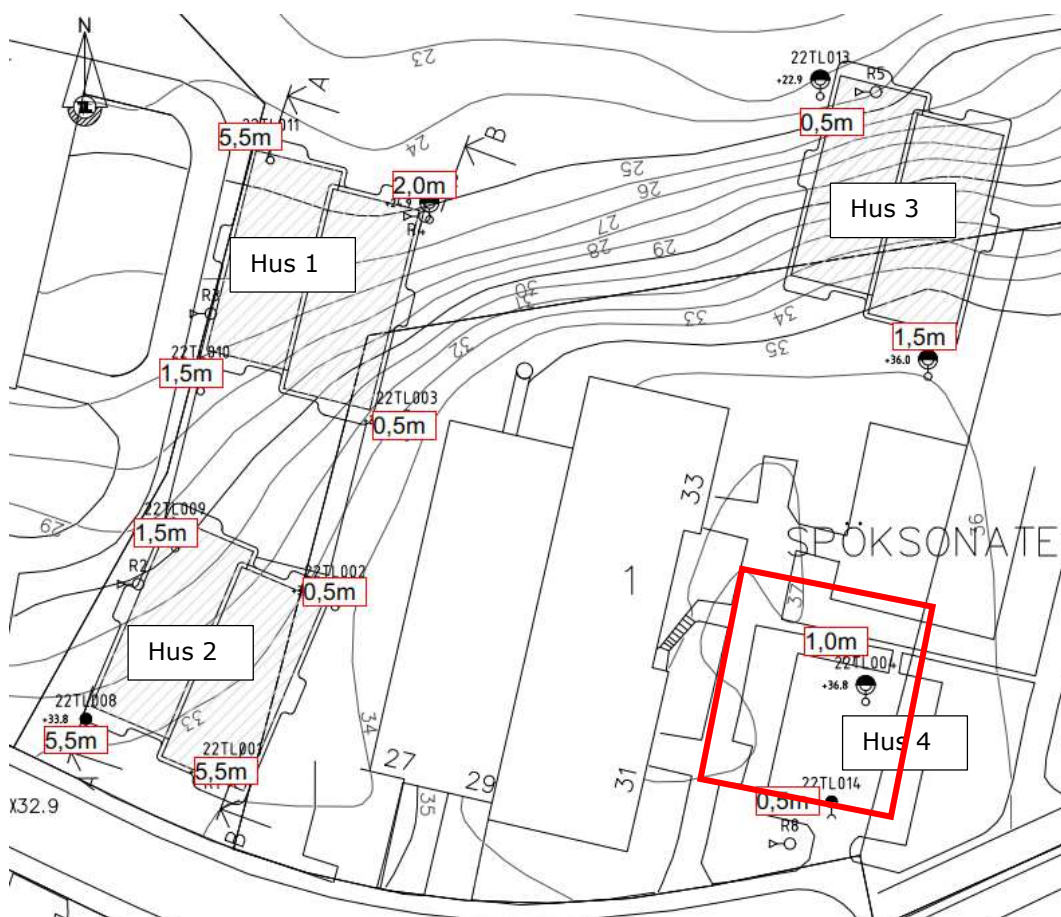 N
23
22TL013
+22.9
R5
A
22TL011
5,5m
0,5m
B
24
25
2,0m
26
R4
27
Hus 3
28
29
Hus 1
30
31
R3
33
34
32
35
1,5m
+36.0
22TL010
1,5m
22TL003
0,5m
33
29
22TL009
1,5m
36
SPÖKSONATE
R2
22TL002
0,5m
1
37
1,0m
Hus 2
22TL004
+36.8
22TL008
+33.8
33
34
5,5m
22TL001
5,5m
Hus 4
27
29
31
22TL014
0,5m
A
X32.9
35
B
R8